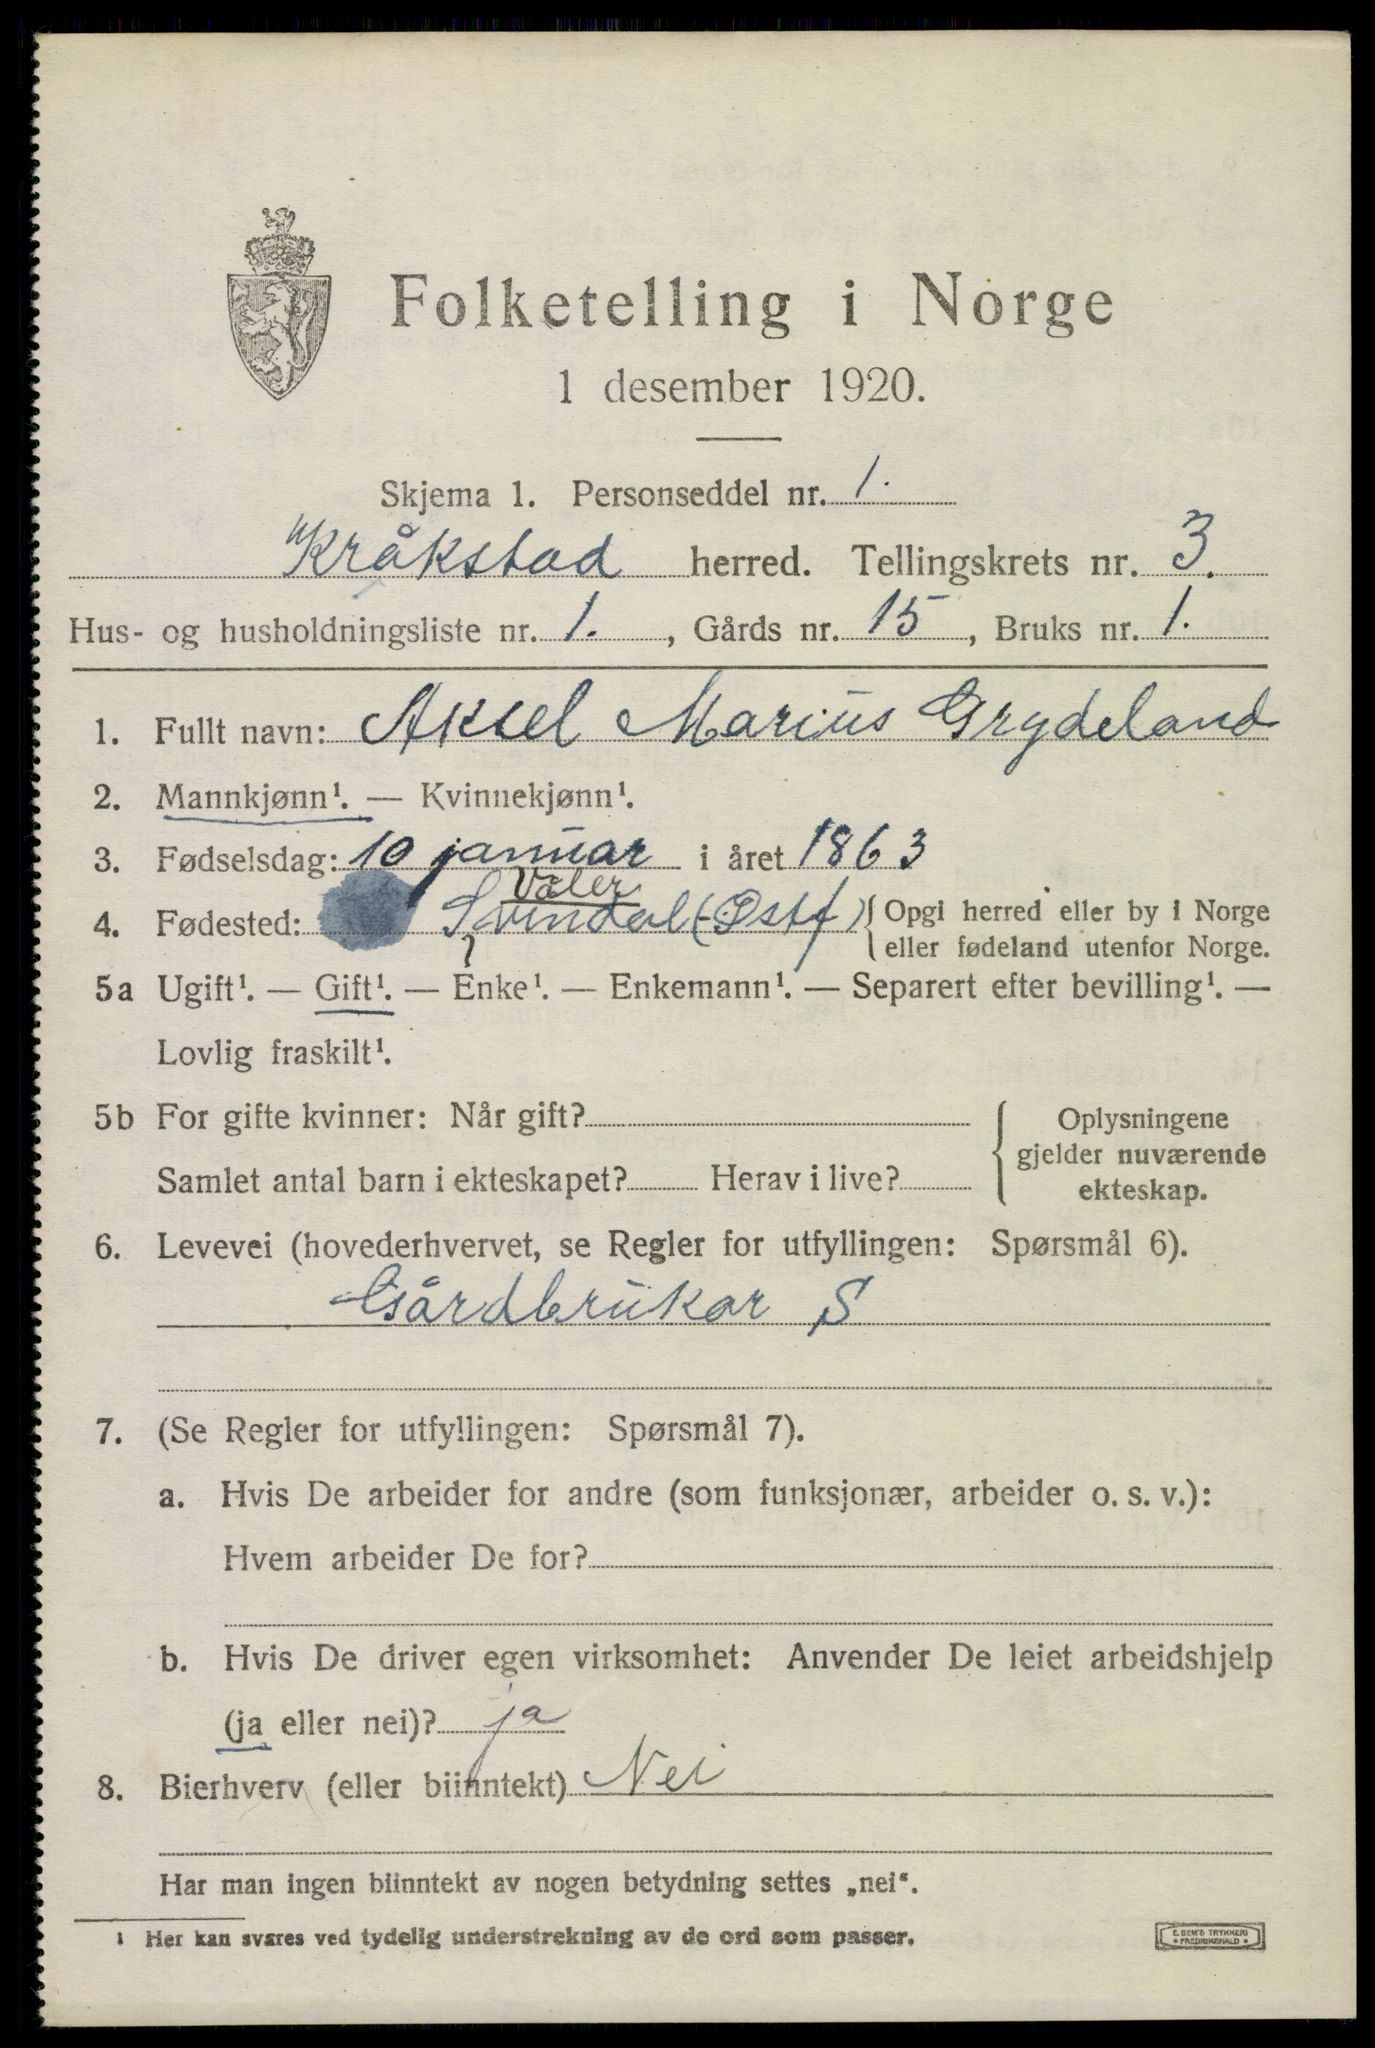 Folketelling i Norge
1 desember 1920.
Skjema 1. Personseddel nr. 1.
Kråkstad herred. Tellingskrets nr. 3.
Hus- og husholdningsliste nr. 1., Gårds nr. 15, Bruks nr. 1.
1. Fullt navn: Aksel Marius Grydeland
2. Mannkjønn¹. — Kvinnekjønn¹.
3. Fødselsdag: 10 januar i året 1863
Våler
4. Fødested: Svindal (Østf) { Opgi herred eller by i Norge
eller fødeland utenfor Norge.
?
5a Ugift¹. — Gift¹. — Enke¹. — Enkemann¹. — Separert efter bevilling¹. —
Lovlig fraskilt¹.
5b For gifte kvinner: Når gift?
Samlet antal barn i ekteskapet? Herav i live?
Oplysningene
gjelder nuværende
ekteskap.
6. Levevei (hovederhvervet, se Regler for utfyllingen: Spørsmål 6).
Gårdbrukar S
7. (Se Regler for utfyllingen: Spørsmål 7).
a. Hvis De arbeider for andre (som funksjonær, arbeider o. s. v.):
Hvem arbeider De for?
b. Hvis De driver egen virksomhet: Anvender De leiet arbeidshjelp
(ja eller nei)? ja
8. Bierhverv (eller biinntekt) Nei
Har man ingen biinntekt av nogen betydning settes „nei“.
¹ Her kan svares ved tydelig understrekning av de ord som passer.
E. SEM'S TRYKKERI
• FREDRIKSHALD •